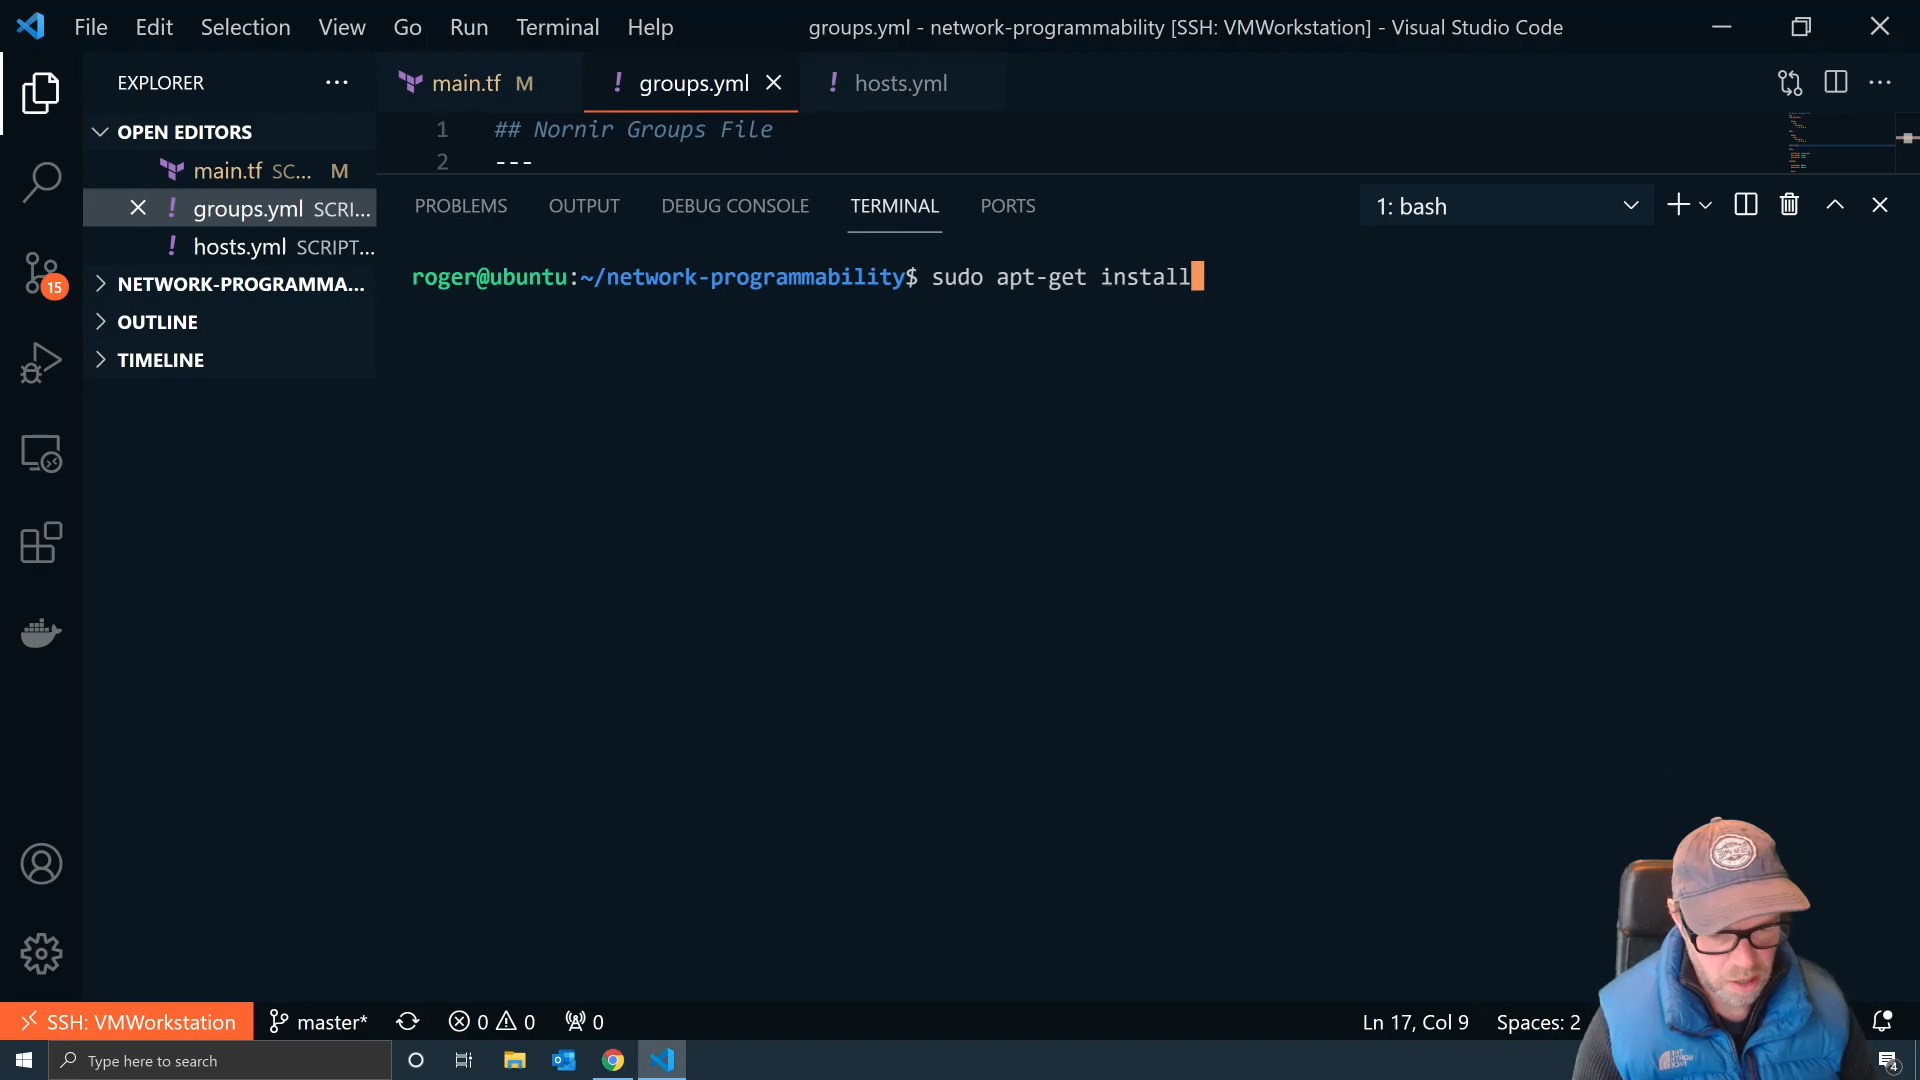 File Edit Selection View Go Run Terminal Help groups.yml - network-programmability [SSH: VMWorkstation] - Visual Studio Code
EXPLORER
OPEN EDITORS
main.tf SC... M
groups.yml SCRI...
hosts.yml SCRIPT...
NETWORK-PROGRAMMA...
OUTLINE
TIMELINE
15
main.tf M
groups.yml
hosts.yml
1 ## Nornir Groups File
2 ---
PROBLEMS OUTPUT DEBUG CONSOLE TERMINAL PORTS
1: bash
roger@ubuntu:~/network-programmability$ sudo apt-get install
SSH: VMWorkstation master* 0 0 0 Ln 17, Col 9 Spaces: 2
Type here to search
4